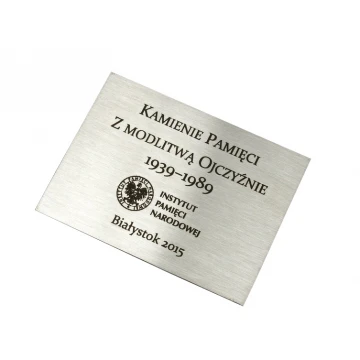 KAMIENIE PAMIĘCI
Z MODLITWĄ OJCZYŹNIE
1939-1989
INSTYTUT
PAMIĘCI
NARODOWEJ
Białystok 2015